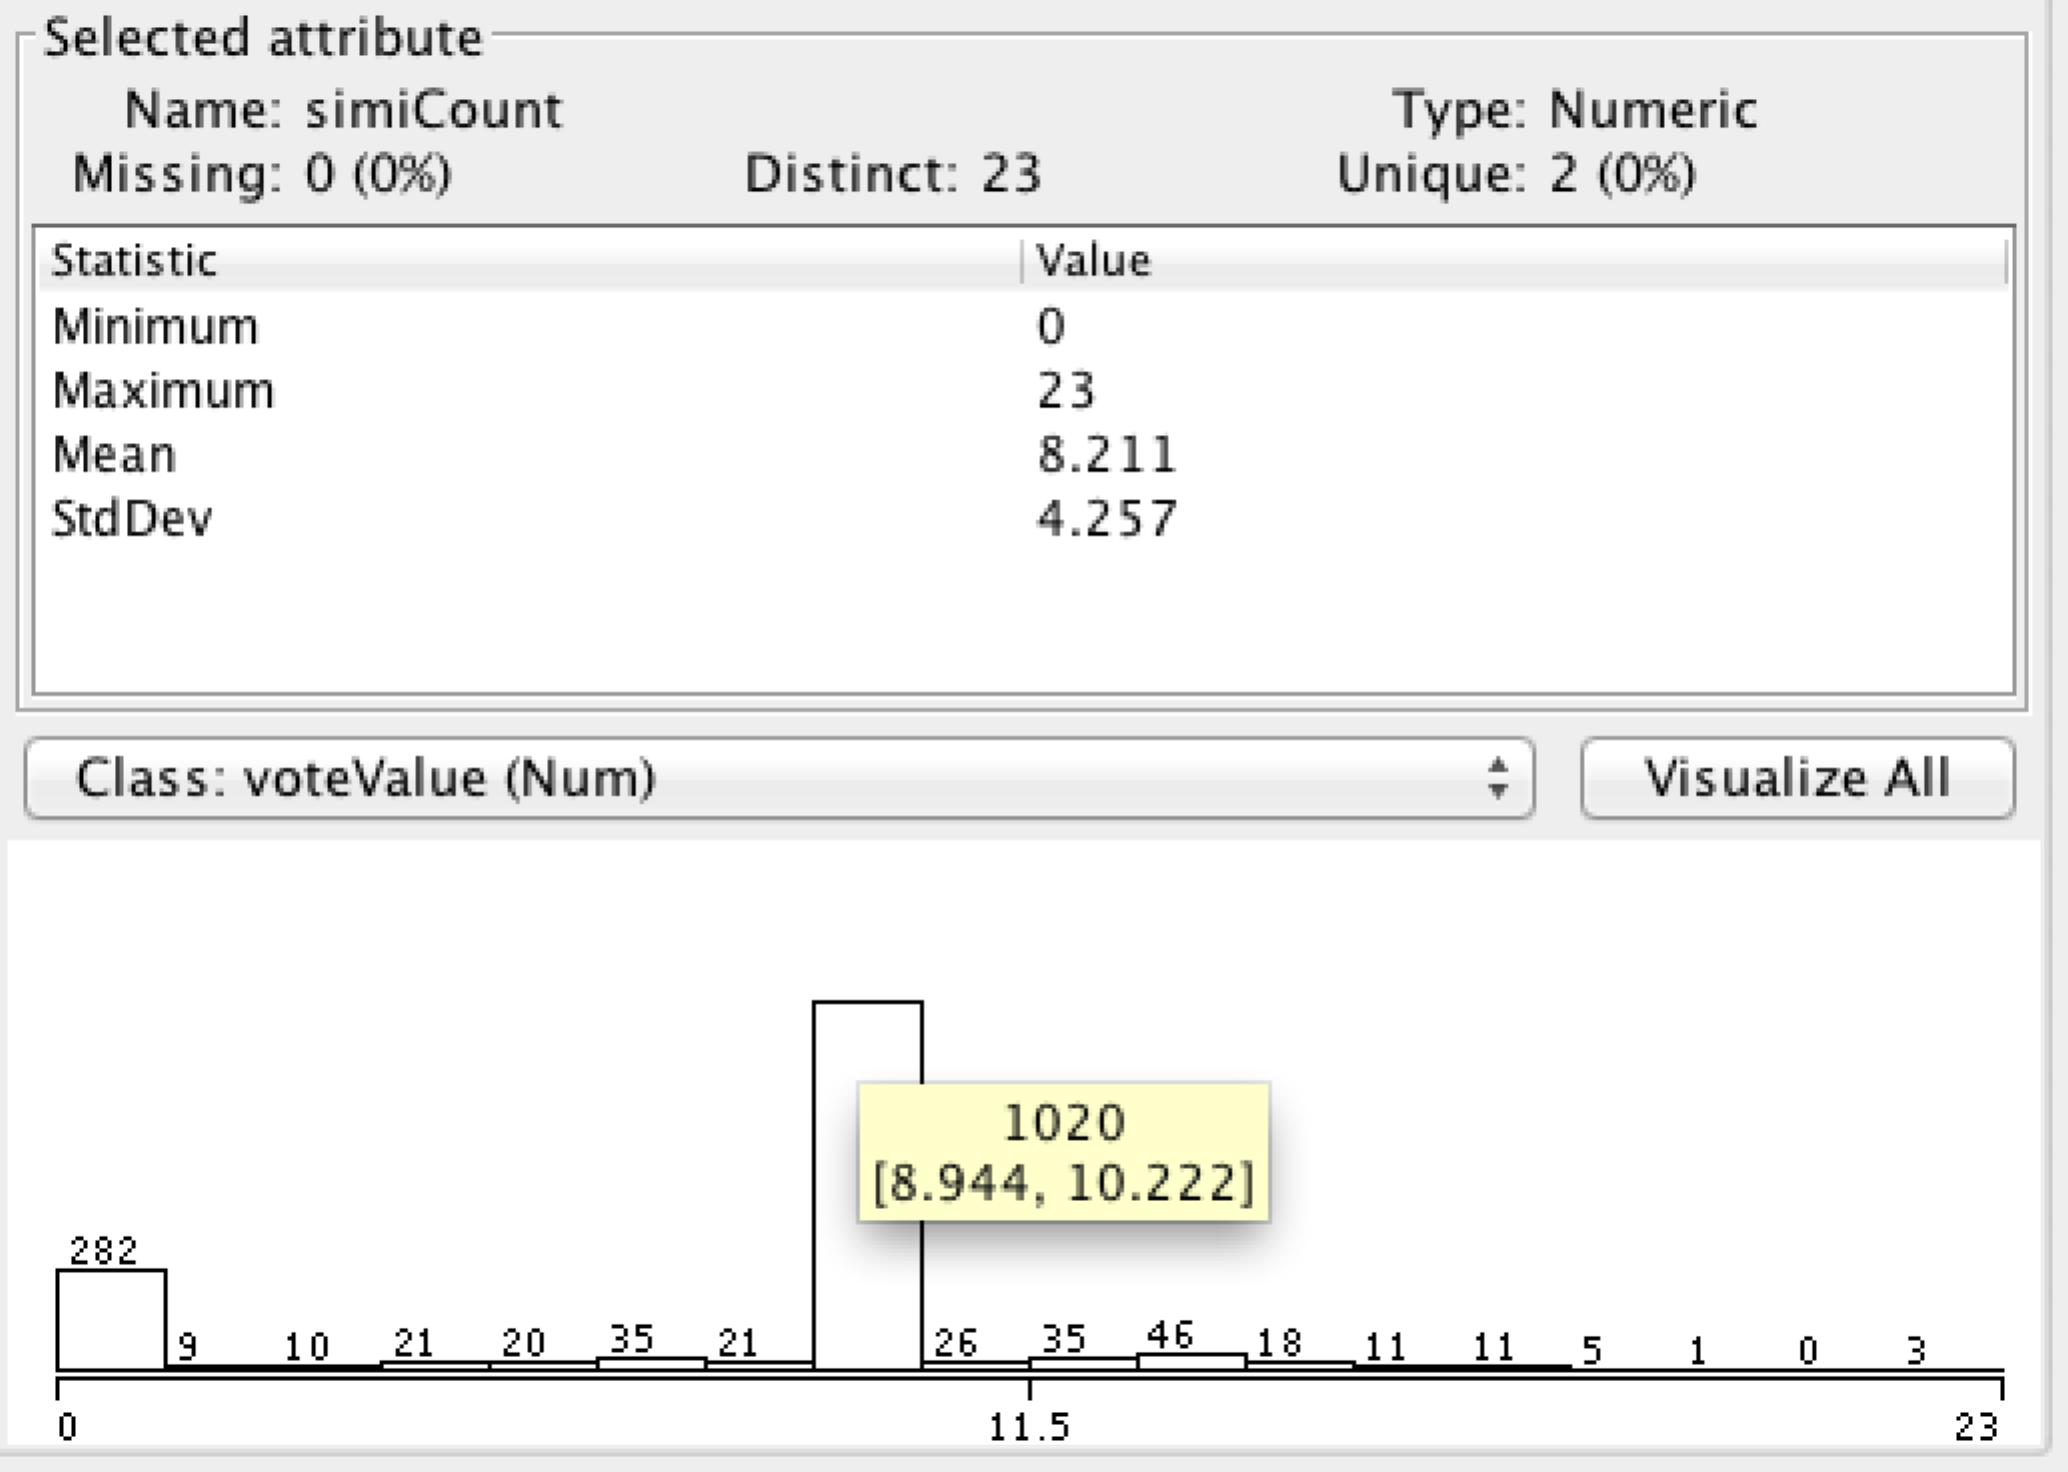 Selected attribute
Name: simiCount Type: Numeric
Missing: 0 (0%) Distinct: 23 Unique: 2 (0%)
Statistic Value
Minimum 0
Maximum 23
Mean 8.211
StdDev 4.257
Class: voteValue (Num) Visualize All
1020
[8.944, 10.222]
282
9 10 21 20 35 21 26 35 46 18 11 11 5 1 0 3
0 11.5 23